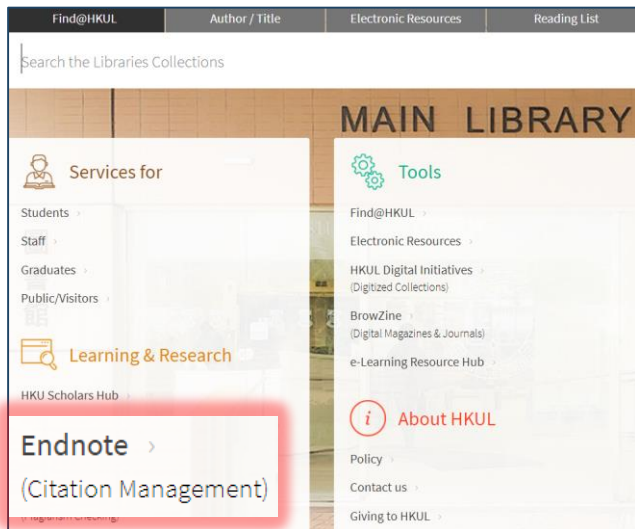 Find@HKUL
Author / Title
Electronic Resources
Reading List
Search the Libraries Collections
MAIN LIBRARY
Services for
Students ›
Staff ›
Graduates ›
Public/Visitors ›
Learning & Research
HKU Scholars Hub ›
Endnote ›
(Citation Management)
(Plagiarism Checking)
Tools
Find@HKUL ›
Electronic Resources ›
HKUL Digital Initiatives ›
(Digitized Collections)
BrowZine ›
(Digital Magazines & Journals)
e-Learning Resource Hub ›
i About HKUL
Policy ›
Contact us ›
Giving to HKUL ›